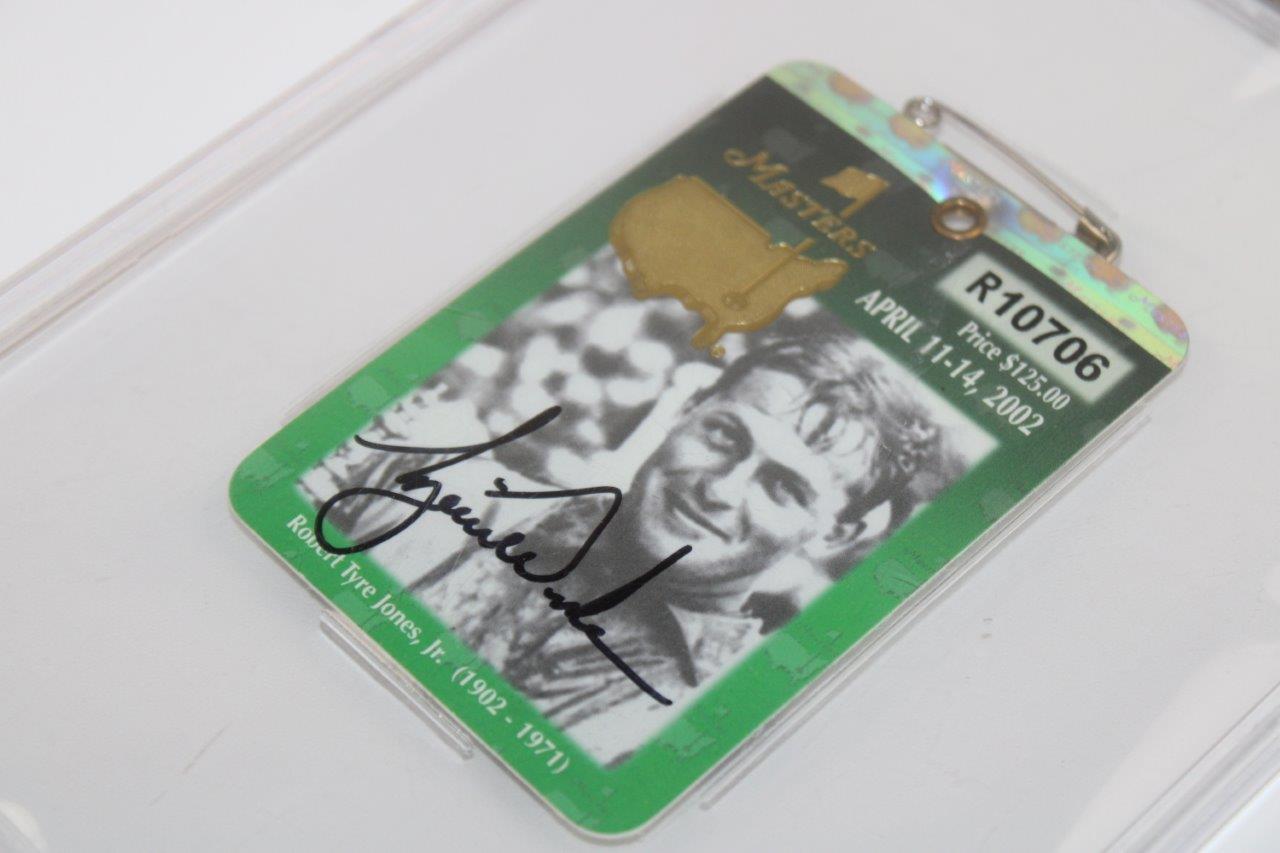 Masters
R10706
Price $125.00
APRIL 11-14, 2002
Robert Tyre Jones, Jr. (1902 - 1971)